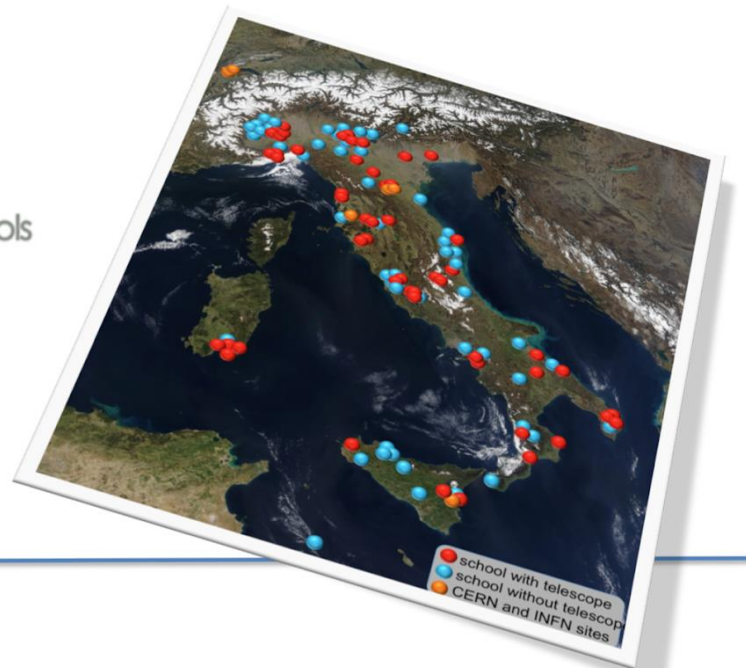 ols
school with telescope
school without telescop
CERN and INFN sites